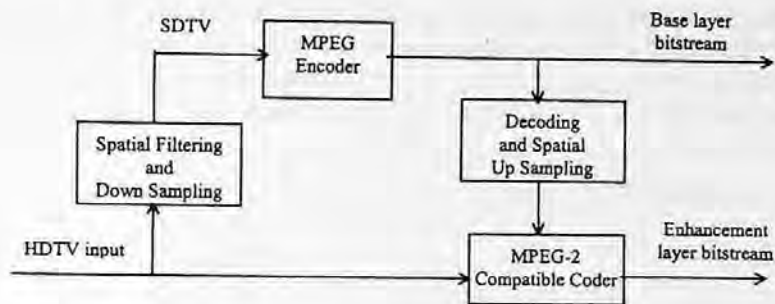 SDTV
MPEG
Encoder
Base layer
bitstream
Spatial Filtering
and
Down Sampling
Decoding
and Spatial
Up Sampling
HDTV input
MPEG-2
Compatible Coder
Enhancement
layer bitstream